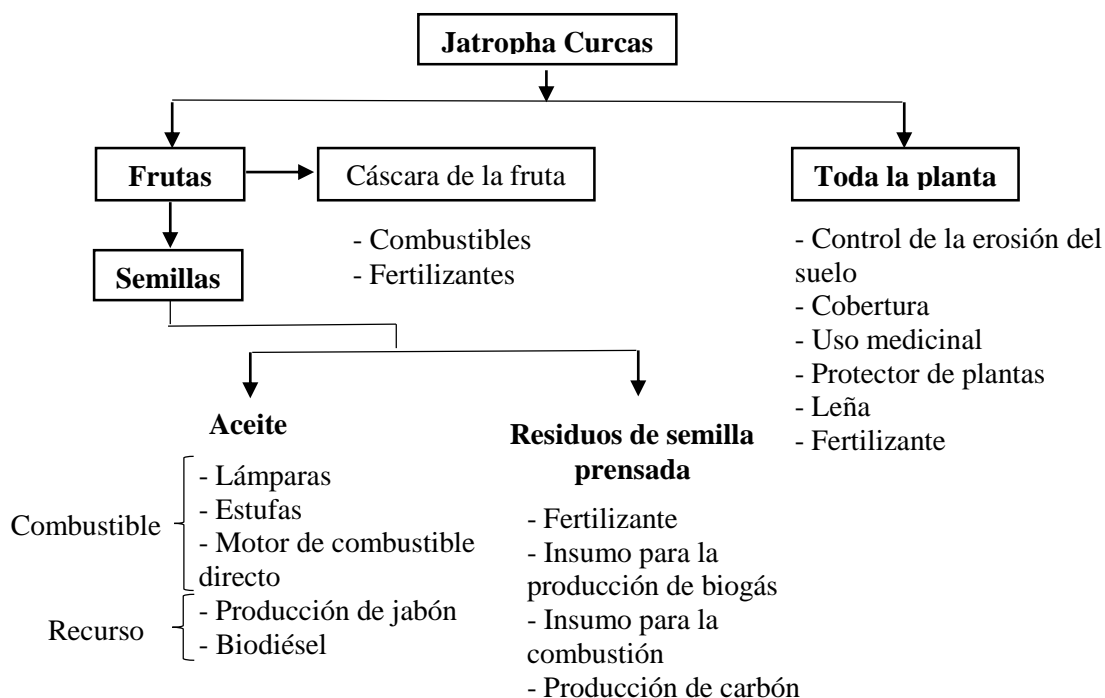 Jatropha Curcas
Frutas
Cáscara de la fruta
Toda la planta
- Combustibles
- Fertilizantes
Semillas
- Control de la erosión del
suelo
- Cobertura
- Uso medicinal
- Protector de plantas
- Leña
- Fertilizante
Aceite
- Lámparas
- Estufas
- Motor de combustible
directo
Combustible
- Producción de jabón
- Biodiésel
Recurso
Residuos de semilla
prensada
- Fertilizante
- Insumo para la
producción de biogás
- Insumo para la
combustión
- Producción de carbón